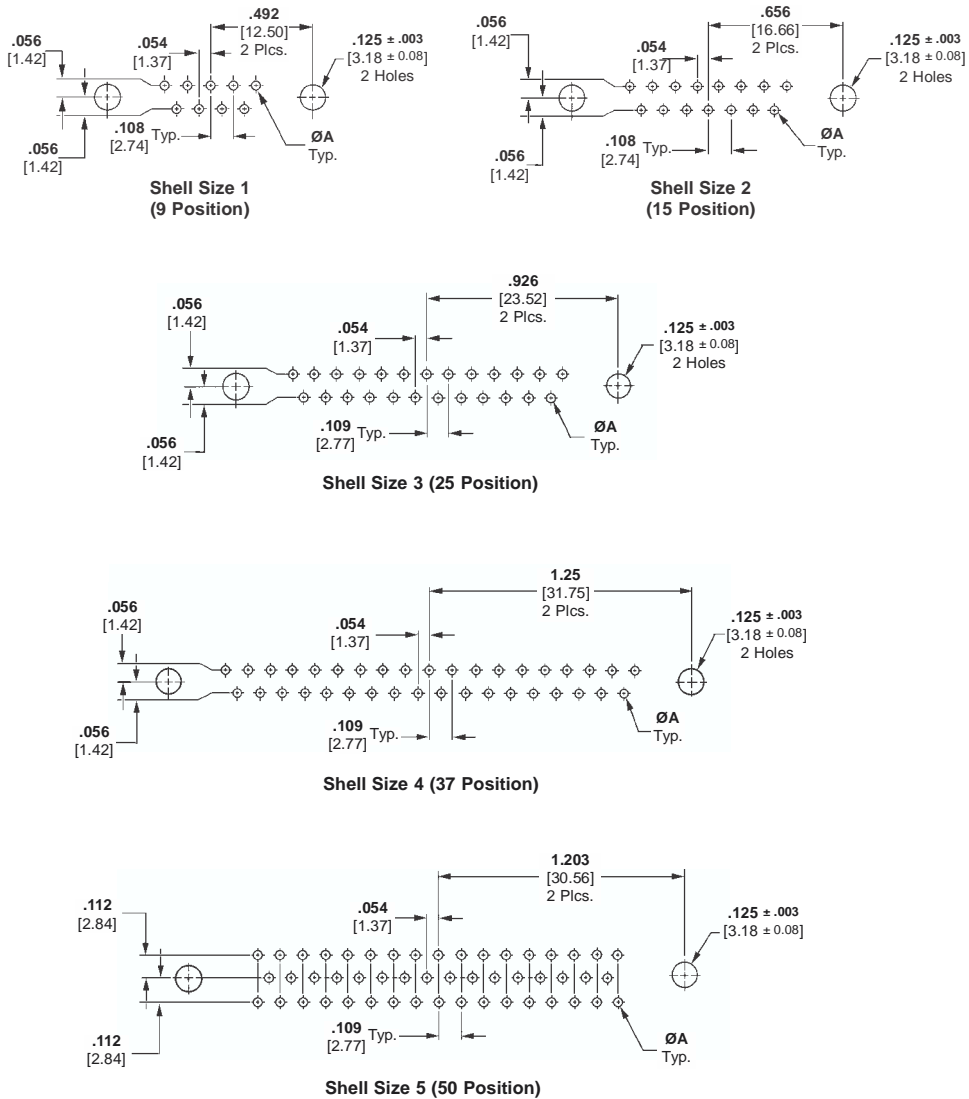 .056
[1.42]
.054
[1.37]
.492
[12.50]
2 Plcs.
.125 ± .003
[3.18 ± 0.08]
2 Holes
.056
[1.42]
.108
[2.74]
Typ.
ØA
Typ.
Shell Size 1
(9 Position)
.056
[1.42]
.054
[1.37]
.656
[16.66]
2 Plcs.
.125 ± .003
[3.18 ± 0.08]
2 Holes
.056
[1.42]
.108
[2.74]
Typ.
ØA
Typ.
Shell Size 2
(15 Position)
.056
[1.42]
.054
[1.37]
.926
[23.52]
2 Plcs.
.125 ± .003
[3.18 ± 0.08]
2 Holes
.056
[1.42]
.109
[2.77]
Typ.
ØA
Typ.
Shell Size 3 (25 Position)
.056
[1.42]
.054
[1.37]
1.25
[31.75]
2 Plcs.
.125 ± .003
[3.18 ± 0.08]
2 Holes
.056
[1.42]
.109
[2.77]
Typ.
ØA
Typ.
Shell Size 4 (37 Position)
.112
[2.84]
.054
[1.37]
1.203
[30.56]
2 Plcs.
.125 ± .003
[3.18 ± 0.08]
.112
[2.84]
.109
[2.77]
Typ.
ØA
Typ.
Shell Size 5 (50 Position)